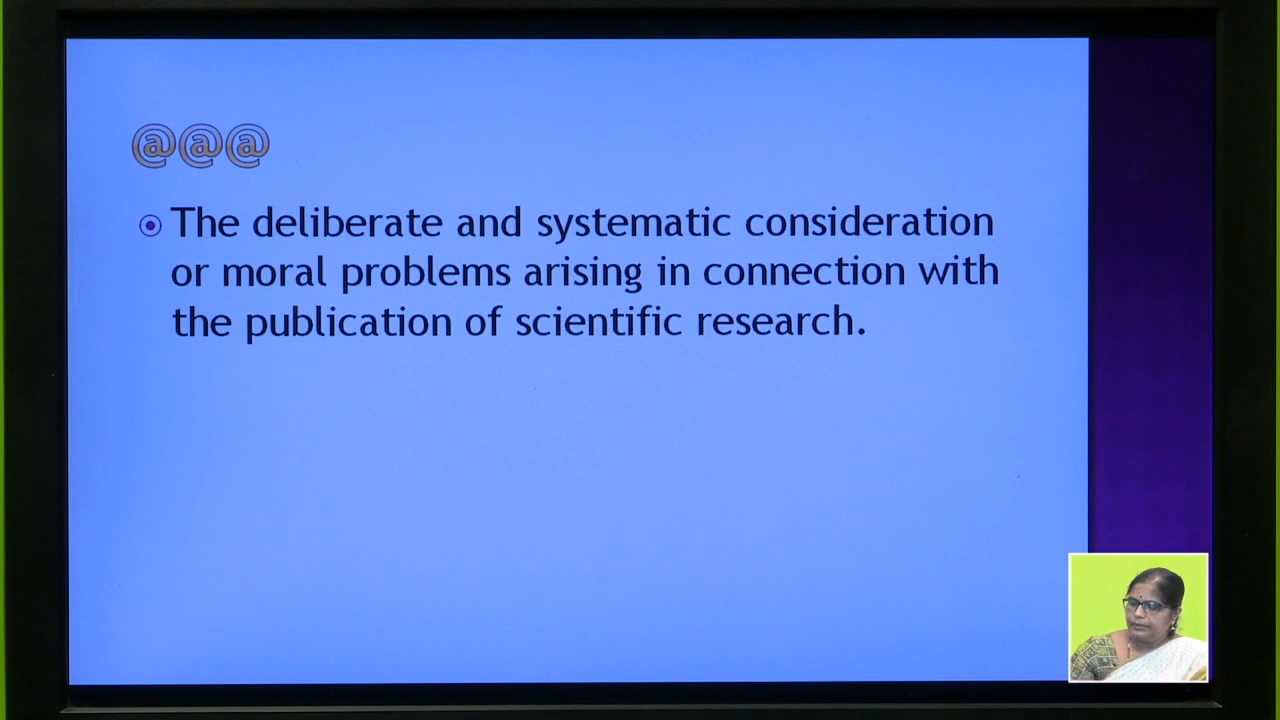 @@@
The deliberate and systematic consideration
or moral problems arising in connection with
the publication of scientific research.